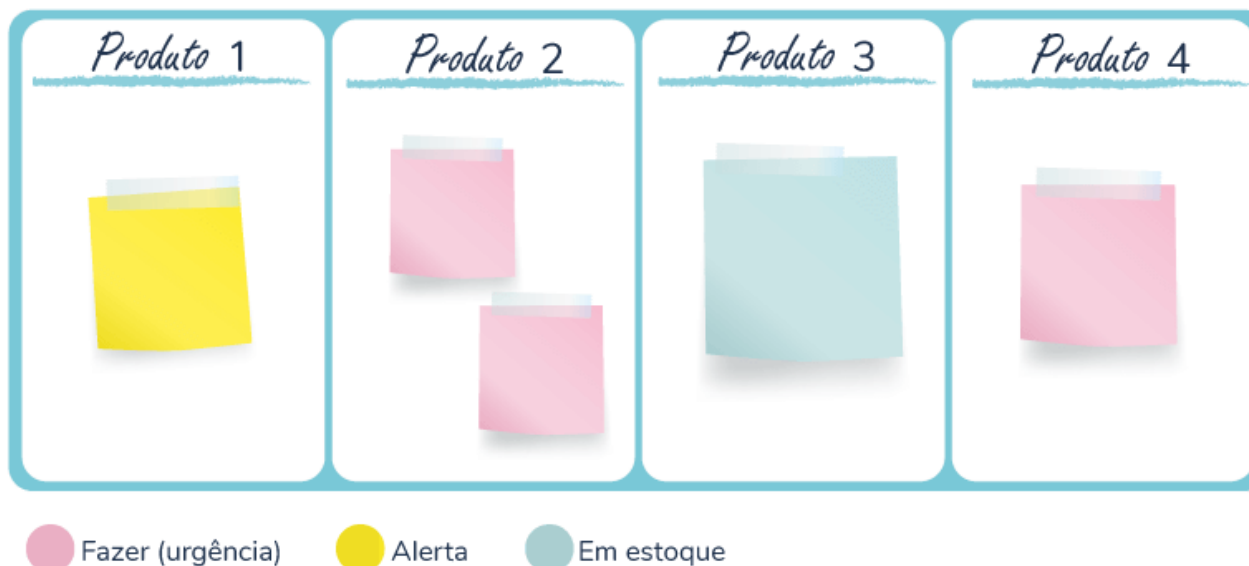 Produto 1
Produto 2
Produto 3
Produto 4
Fazer (urgência)
Alerta
Em estoque